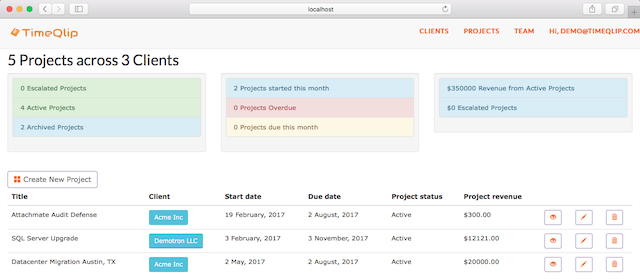 localhost
TimeQlip
CLIENTS PROJECTS TEAM HI, DEMO@TIMEQLIP.COM
5 Projects across 3 Clients
0 Escalated Projects
4 Active Projects
2 Archived Projects
2 Projects started this month
0 Projects Overdue
0 Projects due this month
$350000 Revenue from Active Projects
$0 Escalated Projects
Create New Project
Title Client Start date Due date Project status Project revenue
Attachmate Audit Defense Acme Inc 19 February, 2017 2 August, 2017 Active $300.00
SQL Server Upgrade Demotron LLC 3 February, 2017 3 November, 2017 Active $12121.00
Datacenter Migration Austin, TX Acme Inc 2 May, 2017 2 August, 2017 Active $20000.00